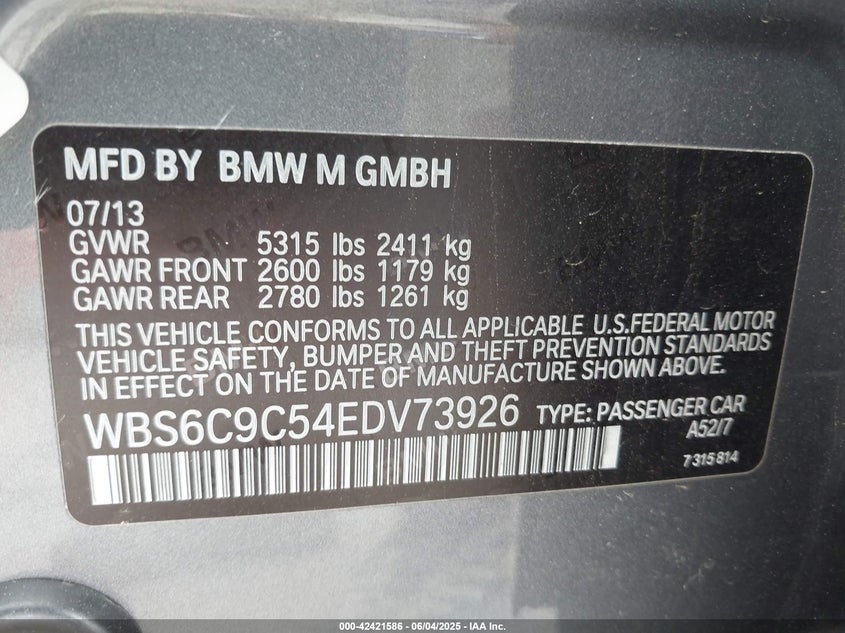 MFD BY BMW M GMBH
07/13
GVWR 5315 lbs 2411 kg
GAWR FRONT 2600 lbs 1179 kg
GAWR REAR 2780 lbs 1261 kg
THIS VEHICLE CONFORMS TO ALL APPLICABLE U.S.FEDERAL MOTOR
VEHICLE SAFETY, BUMPER AND THEFT PREVENTION STANDARDS
IN EFFECT ON THE DATE OF MANUFACTURE SHOWN ABOVE.
WBS6C9C54EDV73926 TYPE: PASSENGER CAR
A52/7
7315814
000-42421586 - 06/04/2025 - IAA Inc.